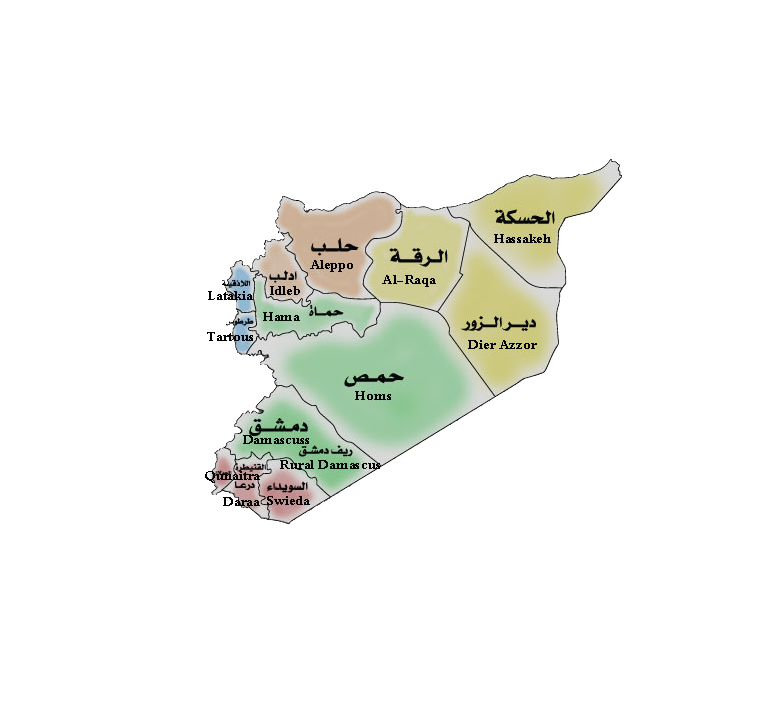 الحسكة
Hassakeh
حلب
Aleppo
الرقة
Al-Raqa
ادلب
Idleb
اللاذقية
Latakia
حماة
Hama
طرطوس
Tartous
دير الزور
Dier Azzor
حمص
Homs
دمشق
Damascuss
ريف دمشق
Rural Damascus
القنيطرة
Qunaitra
درعا
Daraa
السويداء
Swieda